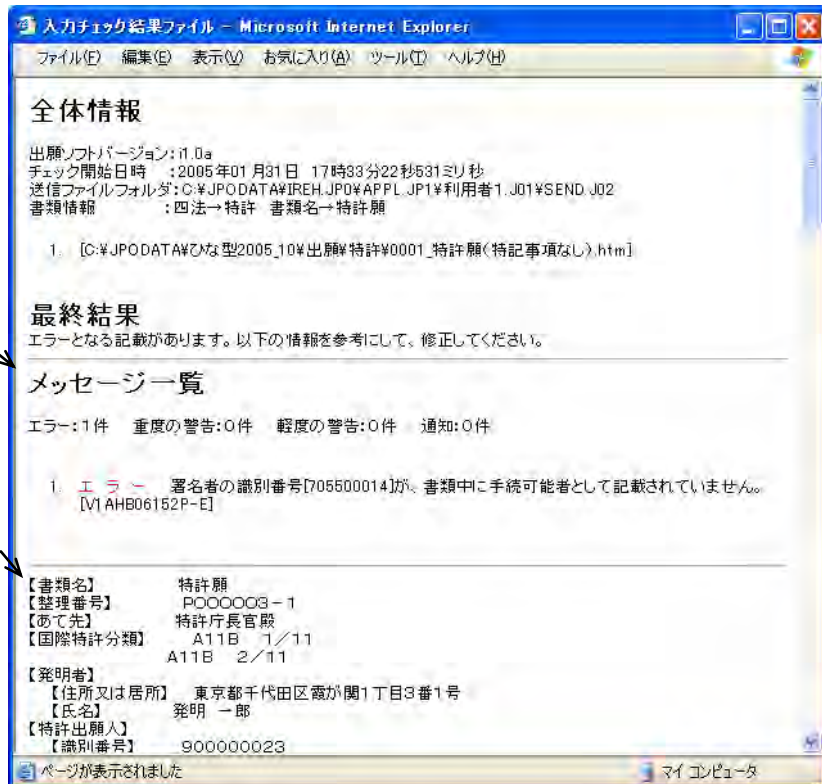 入力チェック結果ファイル - Microsoft Internet Explorer
ファイル(F) 編集(E) 表示(V) お気に入り(A) ツール(T) ヘルプ(H)
全体情報
出願ソフトバージョン:i1.0a
チェック開始日時 :2005年01月31日 17時33分22秒531ミリ秒
送信ファイルフォルダ:C:¥JPODATA¥IREH.JP0¥APPL.JP1¥利用者1.J01¥SEND.J02
書類情報 :四法→特許 書類名→特許願
1. [C:¥JPODATA¥ひな型2005_10¥出願¥特許¥0001_特許願(特記事項なし).htm]
最終結果
エラーとなる記載があります。以下の情報を参考にして、修正してください。
メッセージ一覧
エラー:1件 重度の警告:0件 軽度の警告:0件 通知:0件
1. エ ラ ー 署名者の識別番号[705500014]が、書類中に手続可能者として記載されていません。
[V1AHB06152P-E]
【書類名】 特許願
【整理番号】 P000003-1
【あて先】 特許庁長官殿
【国際特許分類】 A11B 1/11
A11B 2/11
【発明者】
【住所又は居所】 東京都千代田区霞が関1丁目3番1号
【氏名】 発明 一郎
【特許出願人】
【識別番号】 900000023
ページが表示されました マイ コンピュータ